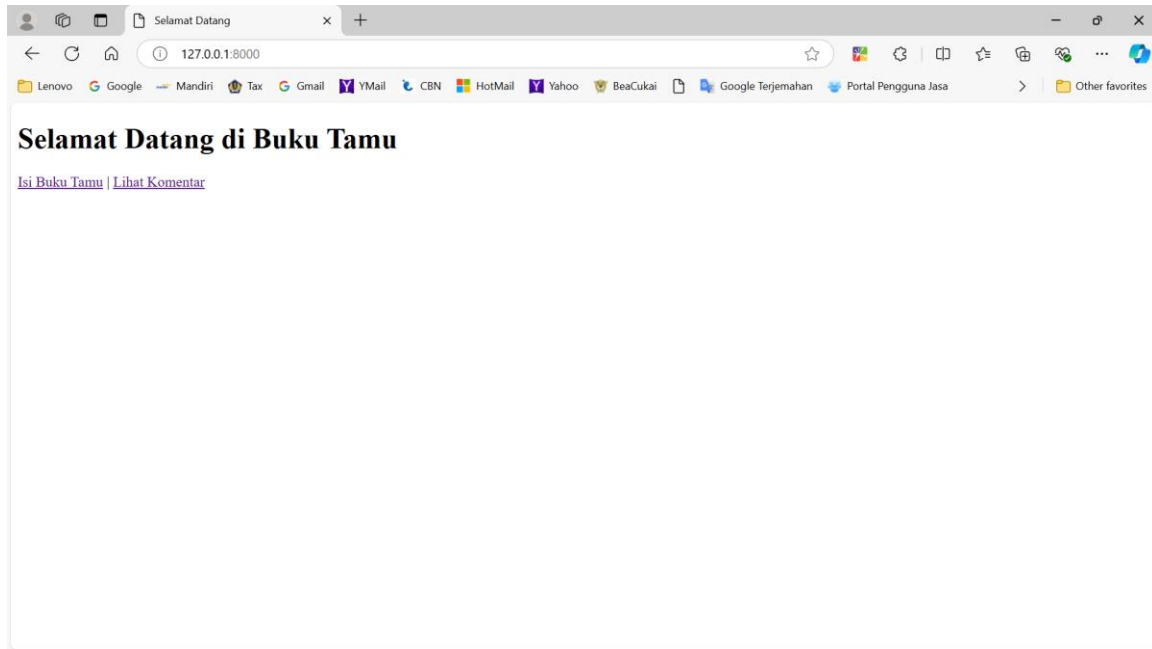 Selamat Datang
127.0.0.1:8000
Lenovo Google Mandiri Tax Gmail YMail CBN HotMail Yahoo BeaCukai Google Terjemahan Portal Pengguna Jasa Other favorites
Selamat Datang di Buku Tamu
Isi Buku Tamu | Lihat Komentar